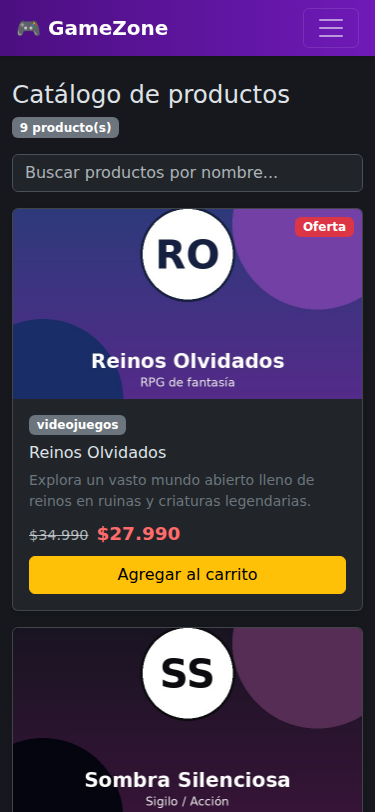 🎮 GameZone
Catálogo de productos
9 producto(s)
Buscar productos por nombre...
Oferta
RO
Reinos Olvidados
RPG de fantasía
videojuegos
Reinos Olvidados
Explora un vasto mundo abierto lleno de
reinos en ruinas y criaturas legendarias.
$34.990 $27.990
Agregar al carrito
SS
Sombra Silenciosa
Sigilo / Acción